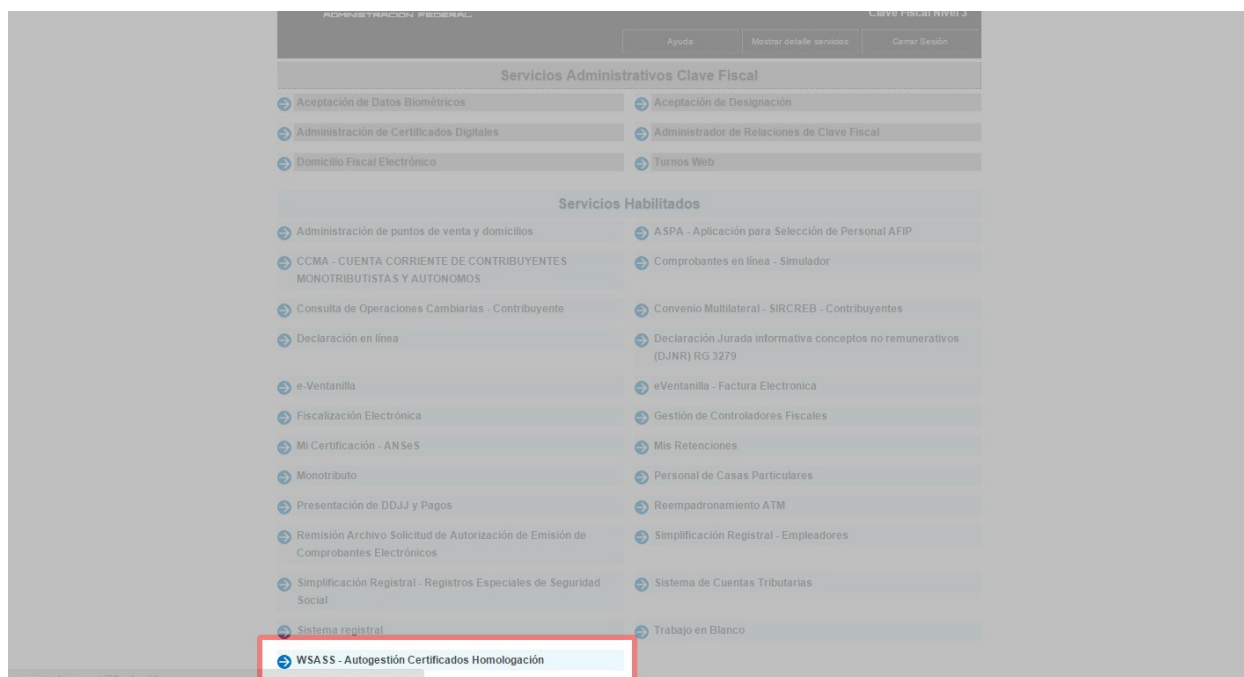 ADMINISTRACION FEDERAL
Clave Fiscal Nivel 3
Ayuda
Mostrar detalle servicios
Cerrar Sesión
Servicios Administrativos Clave Fiscal
Aceptación de Datos Biométricos
Aceptación de Designación
Administración de Certificados Digitales
Administrador de Relaciones de Clave Fiscal
Domicilio Fiscal Electrónico
Turnos Web
Servicios Habilitados
Administración de puntos de venta y domicilios
ASPA - Aplicación para Selección de Personal AFIP
CCMA - CUENTA CORRIENTE DE CONTRIBUYENTES
MONOTRIBUTISTAS Y AUTONOMOS
Comprobantes en línea - Simulador
Consulta de Operaciones Cambiarias - Contribuyente
Convenio Multilateral - SIRCREB - Contribuyentes
Declaración en línea
Declaración Jurada informativa conceptos no remunerativos
(DJNR) RG 3279
e-Ventanilla
eVentanilla - Factura Electronica
Fiscalización Electrónica
Gestión de Controladores Fiscales
Mi Certificación - ANSeS
Mis Retenciones
Monotributo
Personal de Casas Particulares
Presentación de DDJJ y Pagos
Reempadronamiento ATM
Remisión Archivo Solicitud de Autorización de Emisión de
Comprobantes Electrónicos
Simplificación Registral - Empleadores
Simplificación Registral - Registros Especiales de Seguridad
Social
Sistema de Cuentas Tributarias
Sistema registral
Trabajo en Blanco
WSASS - Autogestión Certificados Homologación